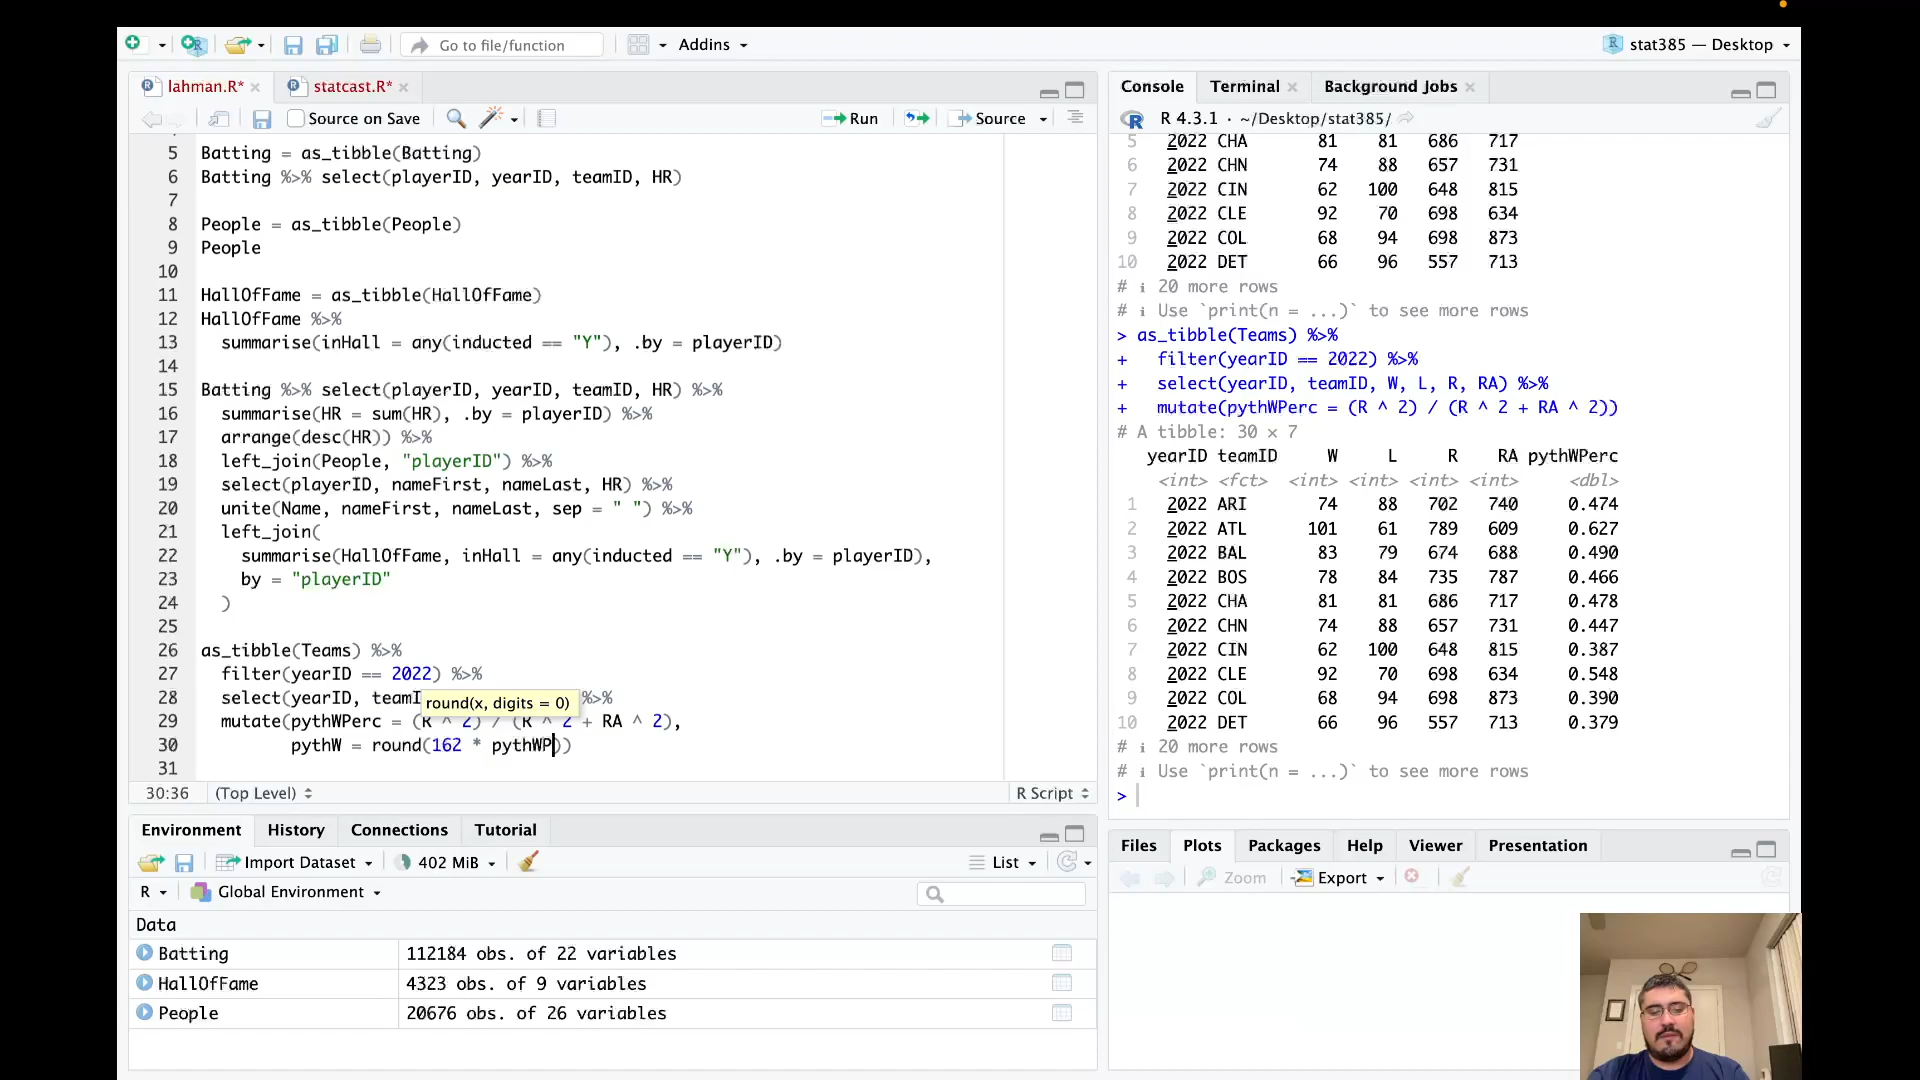 Go to file/function
Addins
stat385 — Desktop
lahman.R*
statcast.R*
Source on Save
Run
Source
5 Batting = as_tibble(Batting)
6 Batting %>% select(playerID, yearID, teamID, HR)
7
8 People = as_tibble(People)
9 People
10
11 HallOfFame = as_tibble(HallOfFame)
12 HallOfFame %>%
13 summarise(inHall = any(inducted == "Y"), .by = playerID)
14
15 Batting %>% select(playerID, yearID, teamID, HR) %>%
16 summarise(HR = sum(HR), .by = playerID) %>%
17 arrange(desc(HR)) %>%
18 left_join(People, "playerID") %>%
19 select(playerID, nameFirst, nameLast, HR) %>%
20 unite(Name, nameFirst, nameLast, sep = " ") %>%
21 left_join(
22 summarise(HallOfFame, inHall = any(inducted == "Y"), .by = playerID),
23 by = "playerID"
24 )
25
26 as_tibble(Teams) %>%
27 filter(yearID == 2022) %>%
28 select(yearID, teamI %>%
round(x, digits = 0)
29 mutate(pythWPerc = (R ^ 2) / (R ^ 2 + RA ^ 2),
30 pythW = round(162 * pythWP))
31
30:36 (Top Level) R Script
Environment History Connections Tutorial
Import Dataset 402 MiB List
R Global Environment
Data
Batting 112184 obs. of 22 variables
HallOfFame 4323 obs. of 9 variables
People 20676 obs. of 26 variables
Console Terminal Background Jobs
R 4.3.1 · ~/Desktop/stat385/
5 2022 CHA 81 81 686 717
6 2022 CHN 74 88 657 731
7 2022 CIN 62 100 648 815
8 2022 CLE 92 70 698 634
9 2022 COL 68 94 698 873
10 2022 DET 66 96 557 713
# ℹ 20 more rows
# ℹ Use `print(n = ...)` to see more rows
> as_tibble(Teams) %>%
+ filter(yearID == 2022) %>%
+ select(yearID, teamID, W, L, R, RA) %>%
+ mutate(pythWPerc = (R ^ 2) / (R ^ 2 + RA ^ 2))
# A tibble: 30 × 7
yearID teamID W L R RA pythWPerc
<int> <fct> <int> <int> <int> <int> <dbl>
1 2022 ARI 74 88 702 740 0.474
2 2022 ATL 101 61 789 609 0.627
3 2022 BAL 83 79 674 688 0.490
4 2022 BOS 78 84 735 787 0.466
5 2022 CHA 81 81 686 717 0.478
6 2022 CHN 74 88 657 731 0.447
7 2022 CIN 62 100 648 815 0.387
8 2022 CLE 92 70 698 634 0.548
9 2022 COL 68 94 698 873 0.390
10 2022 DET 66 96 557 713 0.379
# ℹ 20 more rows
# ℹ Use `print(n = ...)` to see more rows
>
Files Plots Packages Help Viewer Presentation
Zoom Export